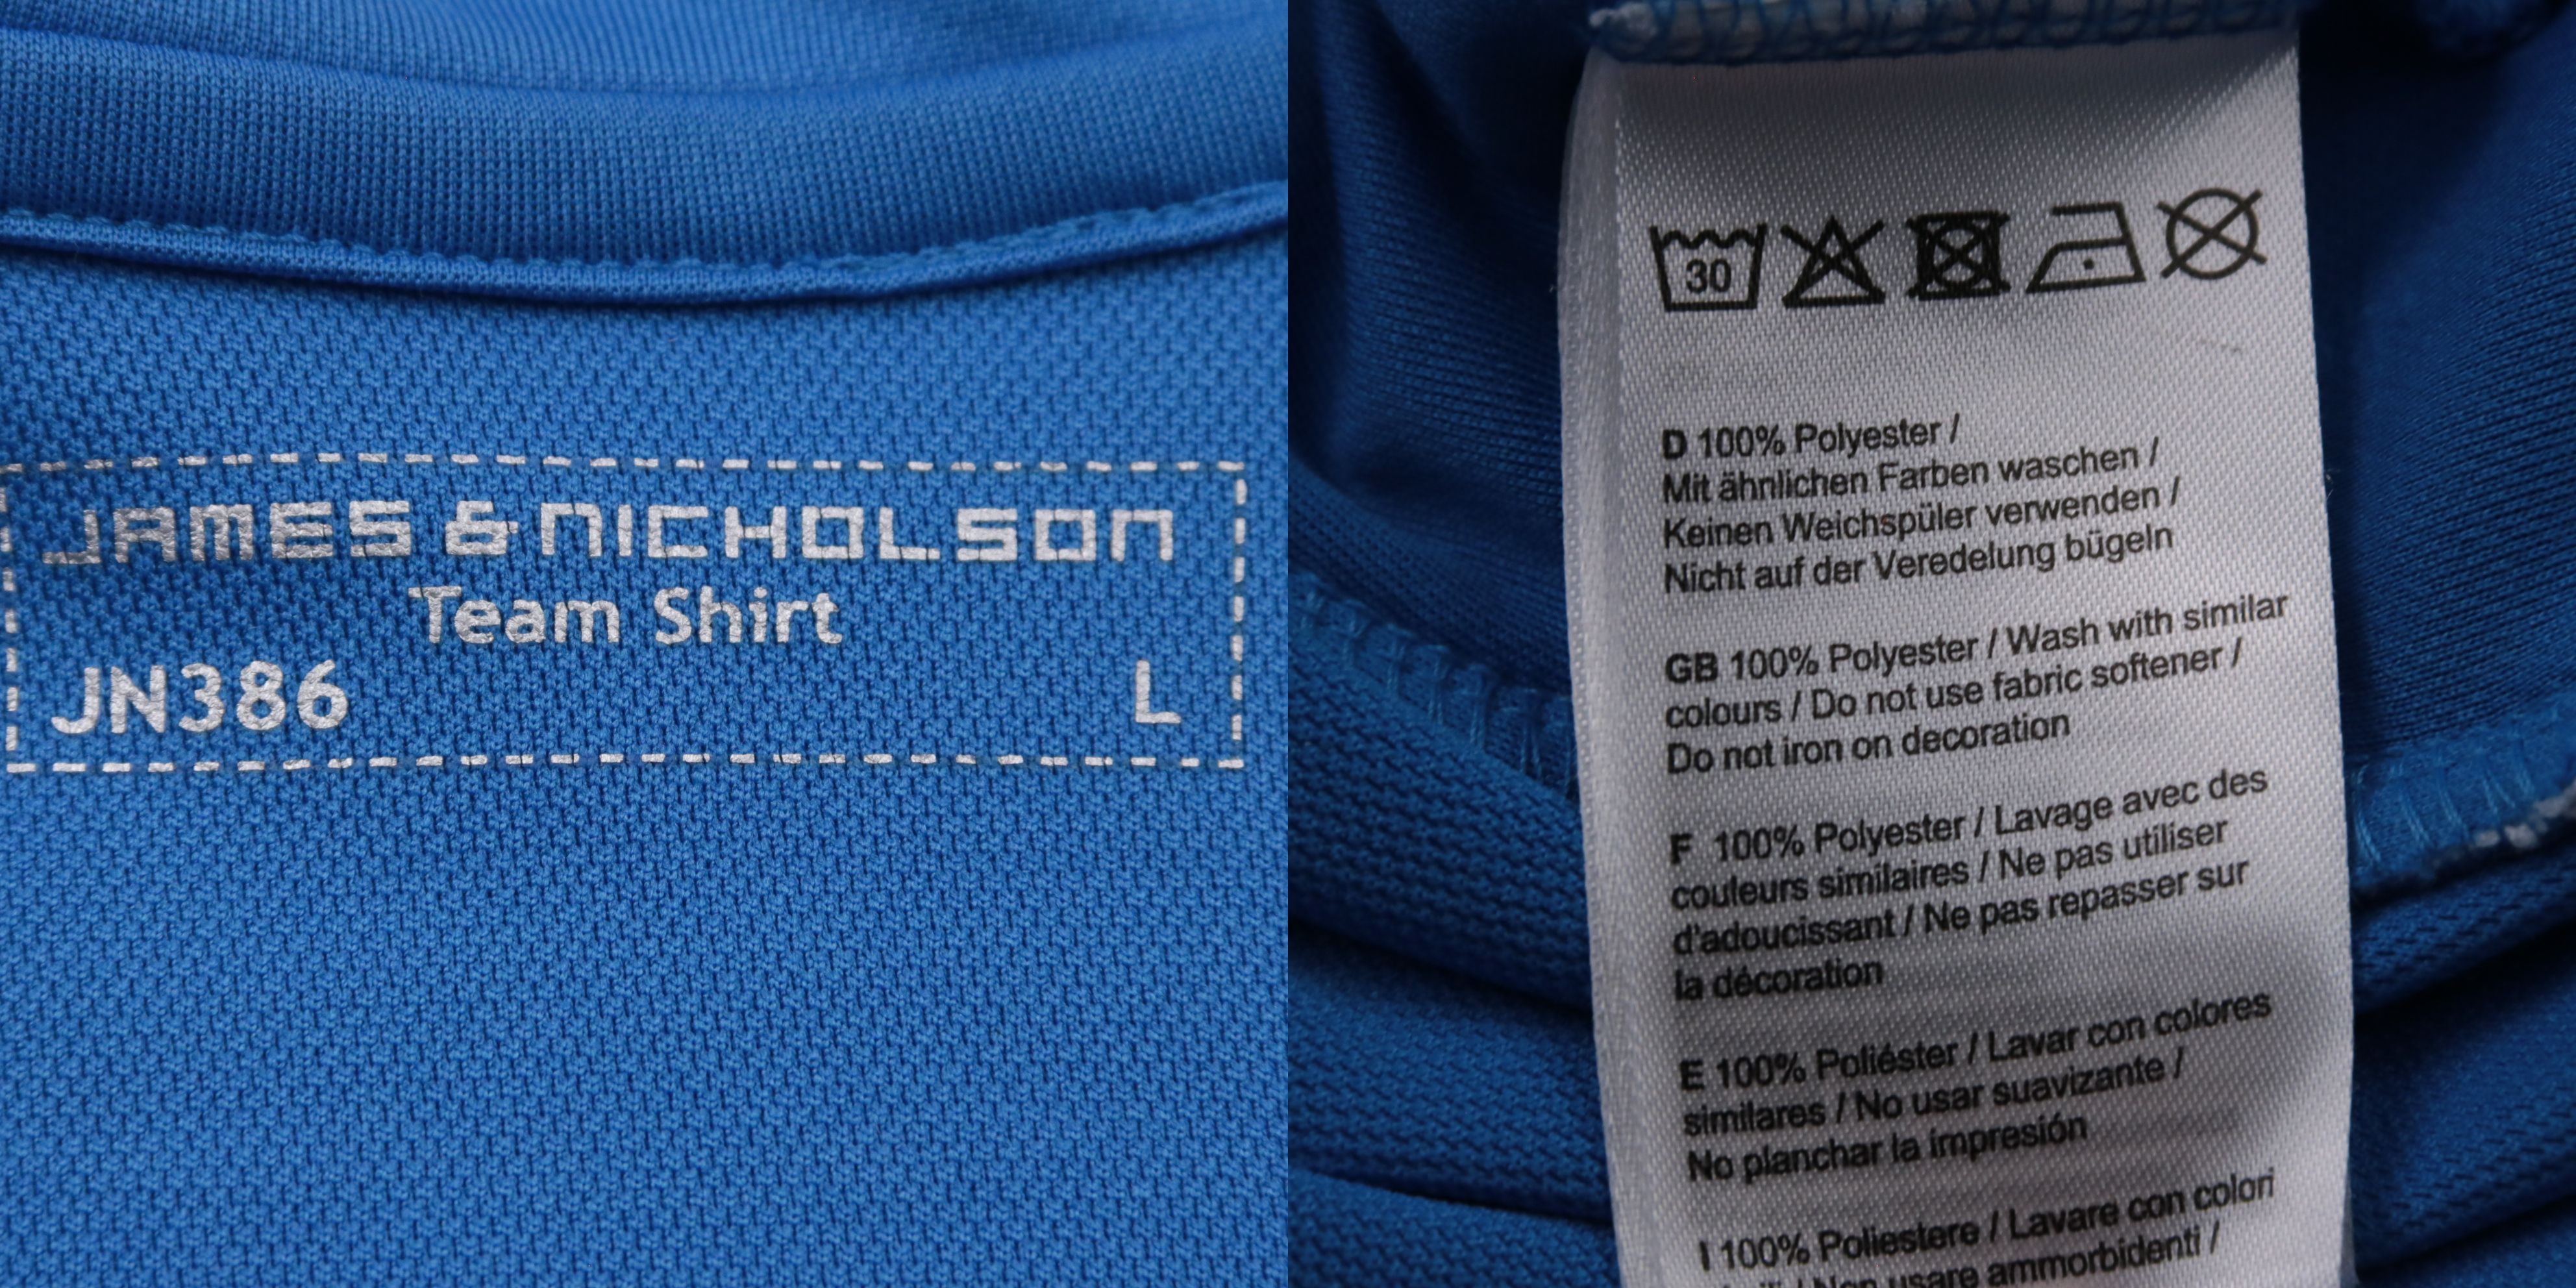 JAMES & NICHOLSON
Team Shirt
JN386 L
30
D 100% Polyester /
Mit ähnlichen Farben waschen /
Keinen Weichspüler verwenden /
Nicht auf der Veredelung bügeln
GB 100% Polyester / Wash with similar
colours / Do not use fabric softener /
Do not iron on decoration
F 100% Polyester / Lavage avec des
couleurs similaires / Ne pas utiliser
d'adoucissant / Ne pas repasser sur
la décoration
E 100% Poliéster / Lavar con colores
similares / No usar suavizante /
No planchar la impresión
I 100% Poliestere / Lavare con colori
/ Non usare ammorbidenti /